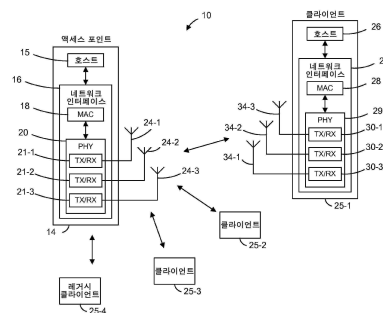 10
액세스 포인트
15
호스트
16
네트워크
인터페이스
18
MAC
20
PHY
21-1
TX/RX
21-2
TX/RX
21-3
TX/RX
14
24-1
24-2
24-3
클라이언트
호스트
26
네트워크
인터페이스
2
MAC
28
PHY
29
TX/RX
30-1
TX/RX
30-2
TX/RX
30-3
34-3
34-2
34-1
25-1
클라이언트
25-2
클라이언트
25-3
레거시
클라이언트
25-4